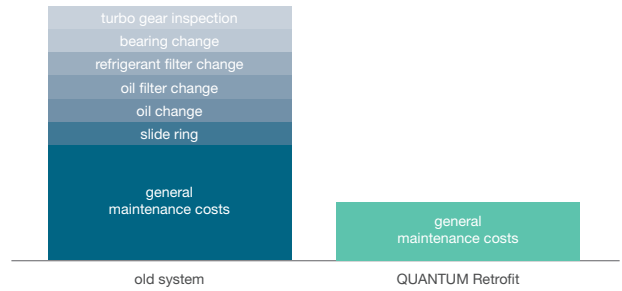 turbo gear inspection
bearing change
refrigerant filter change
oil filter change
oil change
slide ring
general
maintenance costs
general
maintenance costs
old system
QUANTUM Retrofit